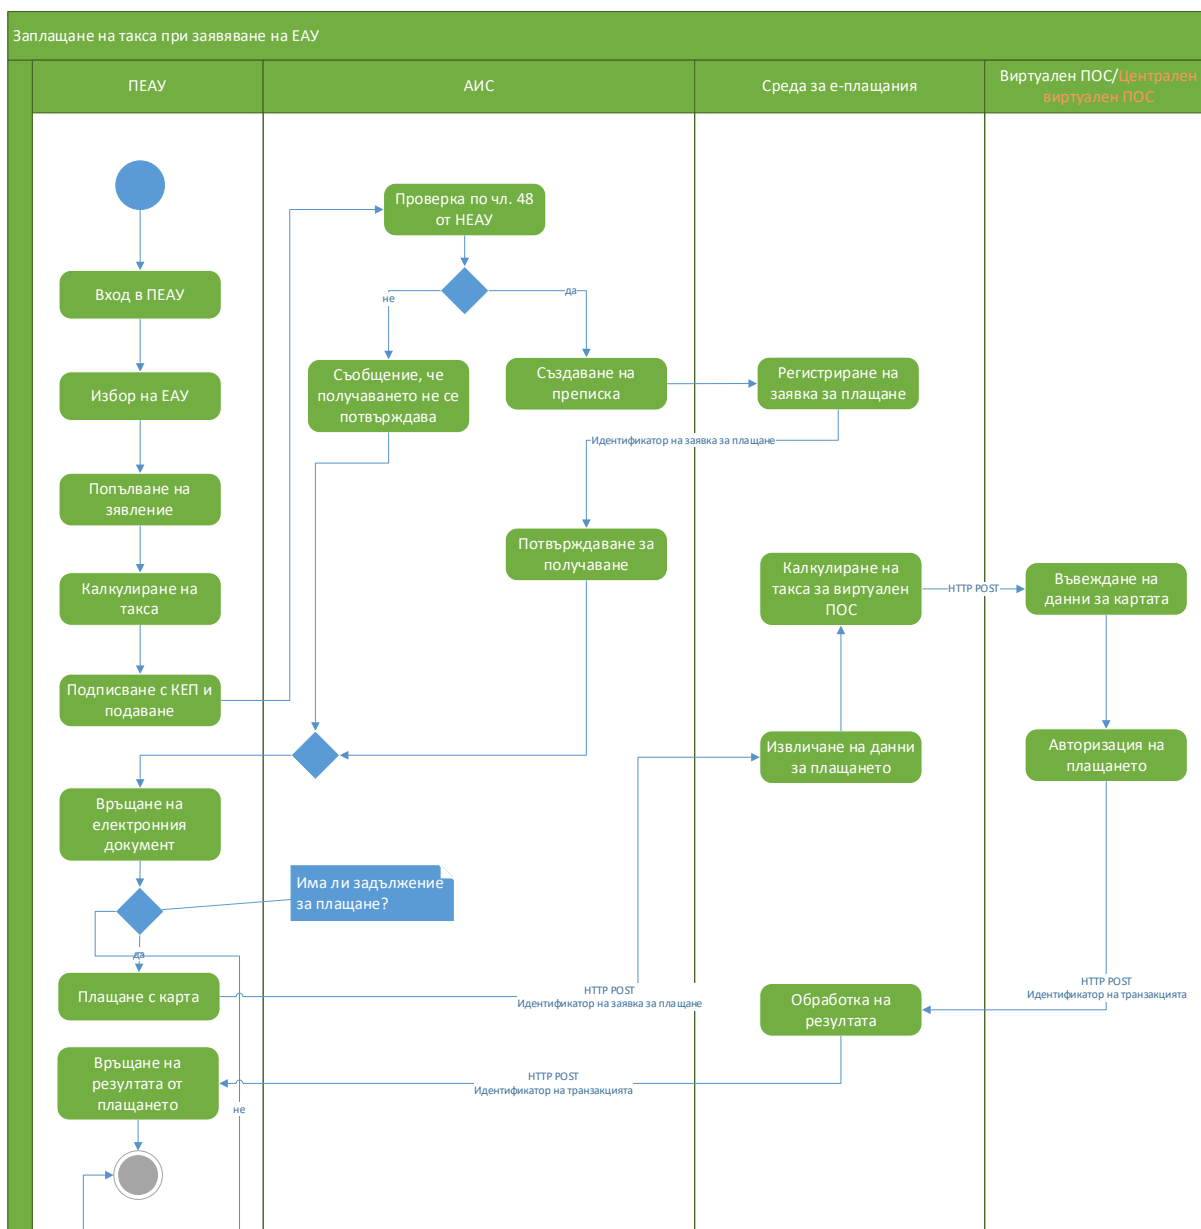 Заплащане на такса при заявяване на ЕАУ
ПЕАУ
АИС
Среда за е-плащания
Виртуален ПОС/Централен
виртуален ПОС
Проверка по чл. 48
от НЕАУ
Вход в ПЕАУ
не
да
Съобщение, че
получаването не се
потвърждава
Създаване на
преписка
Регистриране на
заявка за плащане
Избор на ЕАУ
Идентификатор на заявка за плащане
Попълване на
зявление
Потвърждаване за
получаване
Калкулиране на
такса за виртуален
ПОС
HTTP POST
Въвеждане на
данни за картата
Калкулиране на
такса
Подписване с КЕП и
подаване
Извличане на данни
за плащането
Авторизация на
плащането
Връщане на
електронния
документ
Има ли задължение
за плащане?
да
Плащане с карта
HTTP POST
Идентификатор на заявка за плащане
Обработка на
резултата
HTTP POST
Идентификатор на транзакцията
Връщане на
резултата от
плащането
HTTP POST
Идентификатор на транзакцията
не